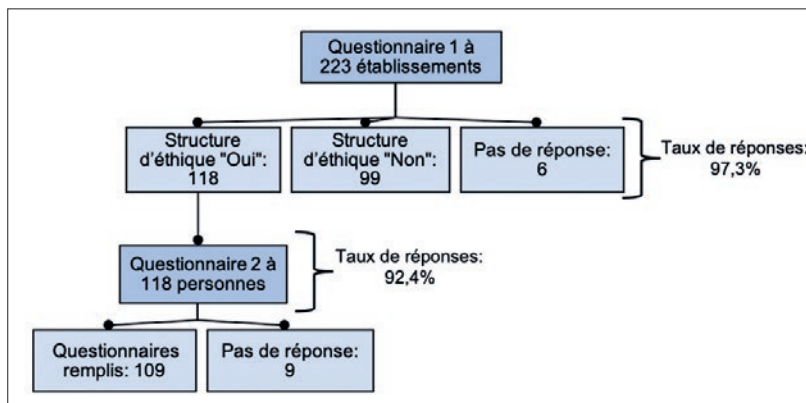 Questionnaire 1 à
223 établissements
Structure
d'éthique "Oui":
118
Structure
d'éthique "Non":
99
Pas de réponse:
6
Taux de réponses:
97,3%
Questionnaire 2 à
118 personnes
Taux de réponses:
92,4%
Questionnaires
remplis: 109
Pas de réponse:
9